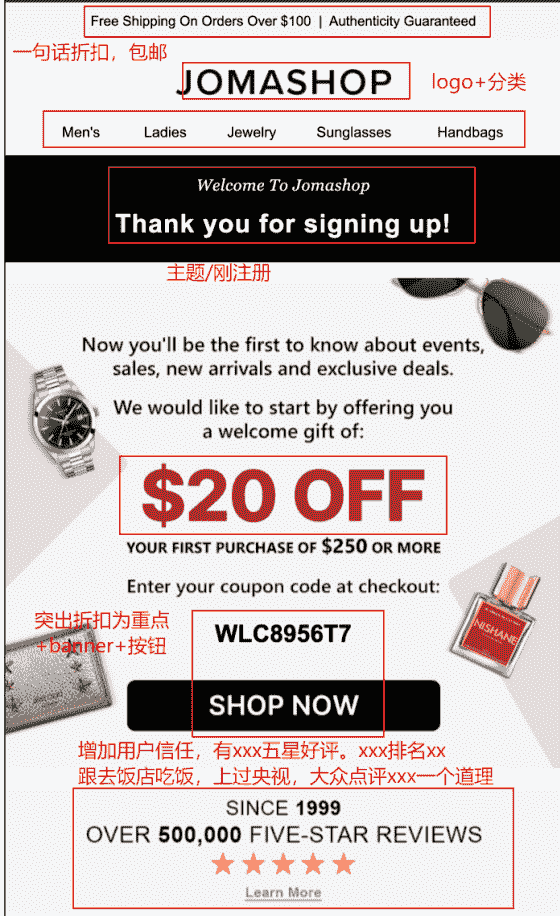 Free Shipping On Orders Over $100 | Authenticity Guaranteed
一句话折扣，包邮
JOMASHOP
logo+分类
Men's Ladies Jewelry Sunglasses Handbags
Welcome To Jomashop
Thank you for signing up!
主题/刚注册
Now you'll be the first to know about events,
sales, new arrivals and exclusive deals.
We would like to start by offering you
a welcome gift of:
$20 OFF
YOUR FIRST PURCHASE OF $250 OR MORE
Enter your coupon code at checkout:
突出折扣为重点
+banner+按钮
WLC8956T7
NISHANE
SHOP NOW
增加用户信任，有xxx五星好评。xxx排名xx
跟去饭店吃饭，上过央视，大众点评xxx一个道理
SINCE 1999
OVER 500,000 FIVE-STAR REVIEWS
Learn More